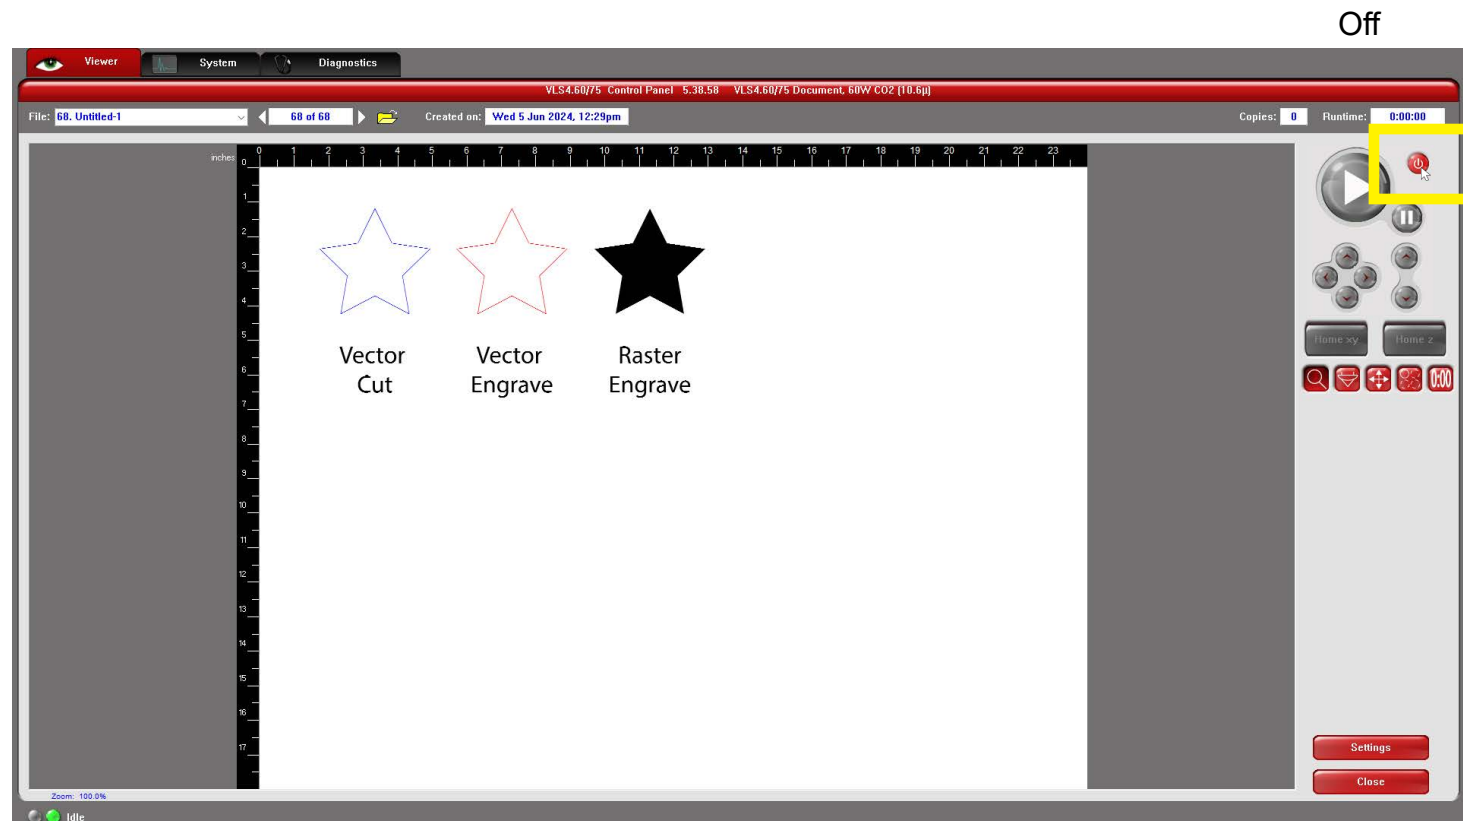 Off
Viewer System Diagnostics
VLS4.60/75 Control Panel 5.38.58 VLS4.60/75 Document, 60W CO2 [10.6µ]
File: 68. Untitled-1 68 of 68 Created on: Wed 5 Jun 2024, 12:29pm Copies: 0 Runtime: 0:00:00
inches 0 1 2 3 4 5 6 7 8 9 10 11 12 13 14 15 16 17 18 19 20 21 22 23
0
1
2
3
4
5
6
7
8
9
10
11
12
13
14
15
16
17
Vector Vector Raster
Cut Engrave Engrave
Home xy Home z
0:00
Settings
Close
Zoom: 100.0%
Idle